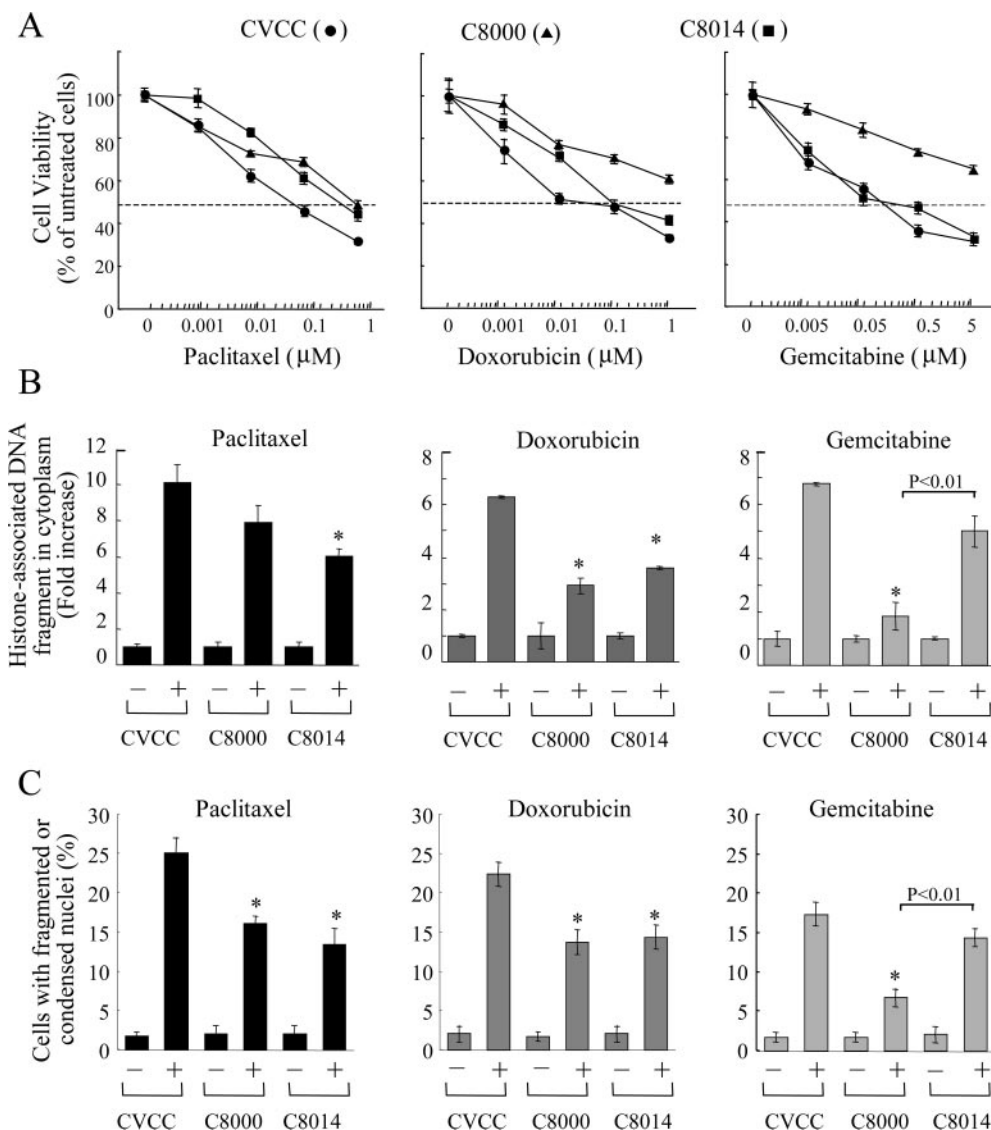 A
CVCC (●) C8000 (▲) C8014 (■)
Cell Viability
(% of untreated cells)
100
80
60
40
20
0
0 0.001 0.01 0.1 1
Paclitaxel (μM)
0 0.001 0.01 0.1 1
Doxorubicin (μM)
0 0.005 0.05 0.5 5
Gemcitabine (μM)
B
Histone-associated DNA
fragment in cytoplasm
(Fold increase)
Paclitaxel
12
10
8
6
4
2
0
− + − + − +
CVCC C8000 C8014
*
Doxorubicin
8
6
4
2
0
* *
− + − + − +
CVCC C8000 C8014
Gemcitabine
8
6
4
2
0
P<0.01
*
− + − + − +
CVCC C8000 C8014
C
Cells with fragmented or
condensed nuclei (%)
Paclitaxel
30
25
20
15
10
5
0
* *
− + − + − +
CVCC C8000 C8014
Doxorubicin
30
25
20
15
10
5
0
* *
− + − + − +
CVCC C8000 C8014
Gemcitabine
30
25
20
15
10
5
0
P<0.01
*
− + − + − +
CVCC C8000 C8014